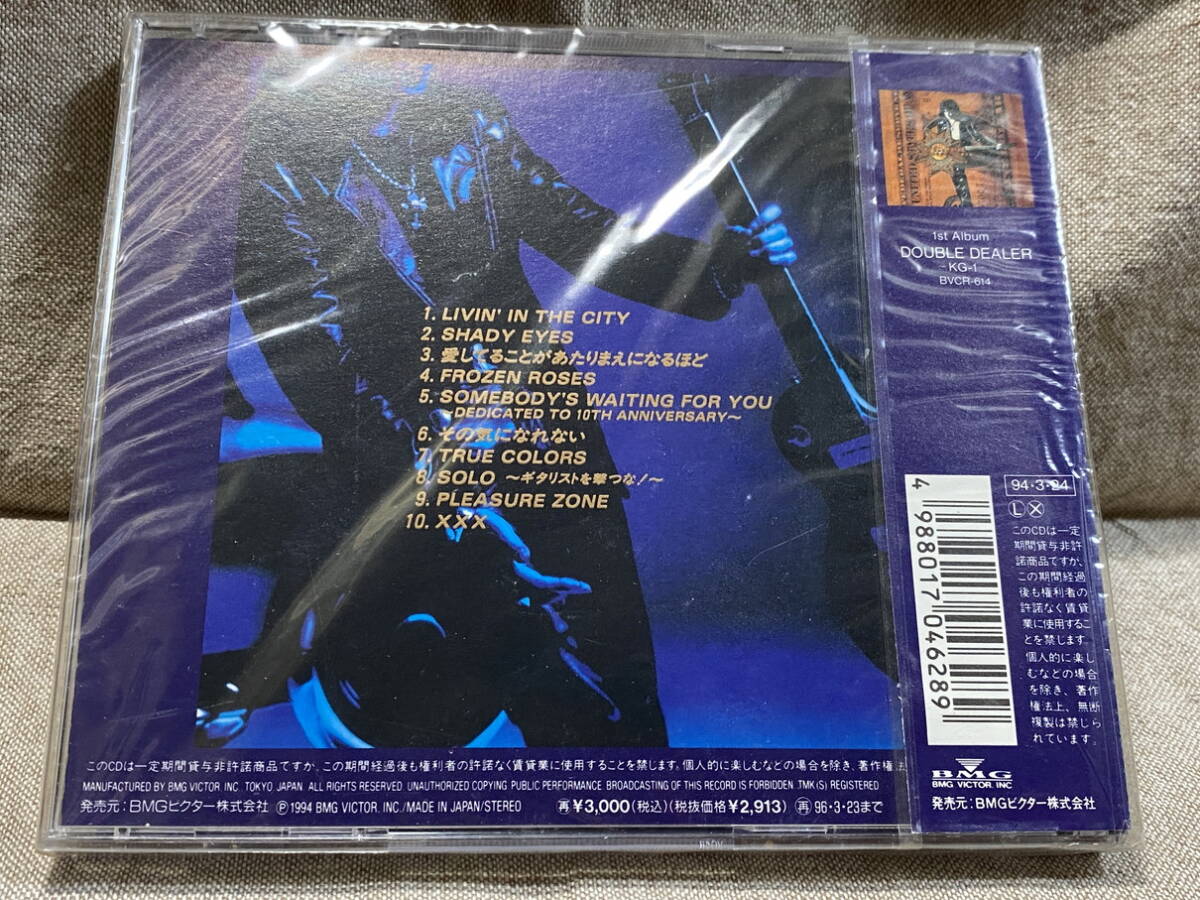 1. LIVIN' IN THE CITY
2. SHADY EYES
3. 愛してることがあたりまえになるほど
4. FROZEN ROSES
5. SOMEBODY'S WAITING FOR YOU
~DEDICATED TO 10TH ANNIVERSARY~
6. その気になれない
7. TRUE COLORS
8. SOLO ~ギタリストを撃つな!~
9. PLEASURE ZONE
10. XXX
このCDは一定期間貸与非許諾商品ですが、この期間経過後も権利者の許諾なく賃貸業に使用することを禁じます。個人的に楽しむなどの場合を除き、著作権法
MANUFACTURED BY BMG VICTOR, INC. TOKYO JAPAN ALL RIGHTS RESERVED. UNAUTHORIZED COPYING PUBLIC PERFORMANCE BROADCASTING OF THIS RECORD IS FORBIDDEN. TMK(S) REGISTERED
発売元:BMGビクター株式会社 Ⓟ1994 BMG VICTOR, INC./MADE IN JAPAN/STEREO 再¥3,000(税込)(税抜価格¥2,913) 再96・3・23まで
1st Album
DOUBLE DEALER
KG-1
BVCR-614
94・3・24
L X
このCDは一定
期間貸与非許
諾商品ですが、
この期間経過
後も権利者の
許諾なく賃貸
業に使用するこ
とを禁じます。
個人的に楽し
むなどの場合
を除き、著作
権法上、無断
複製は禁じら
れています。
4 988017 046289
BMG
BMG VICTOR, INC
発売元:BMGビクター株式会社